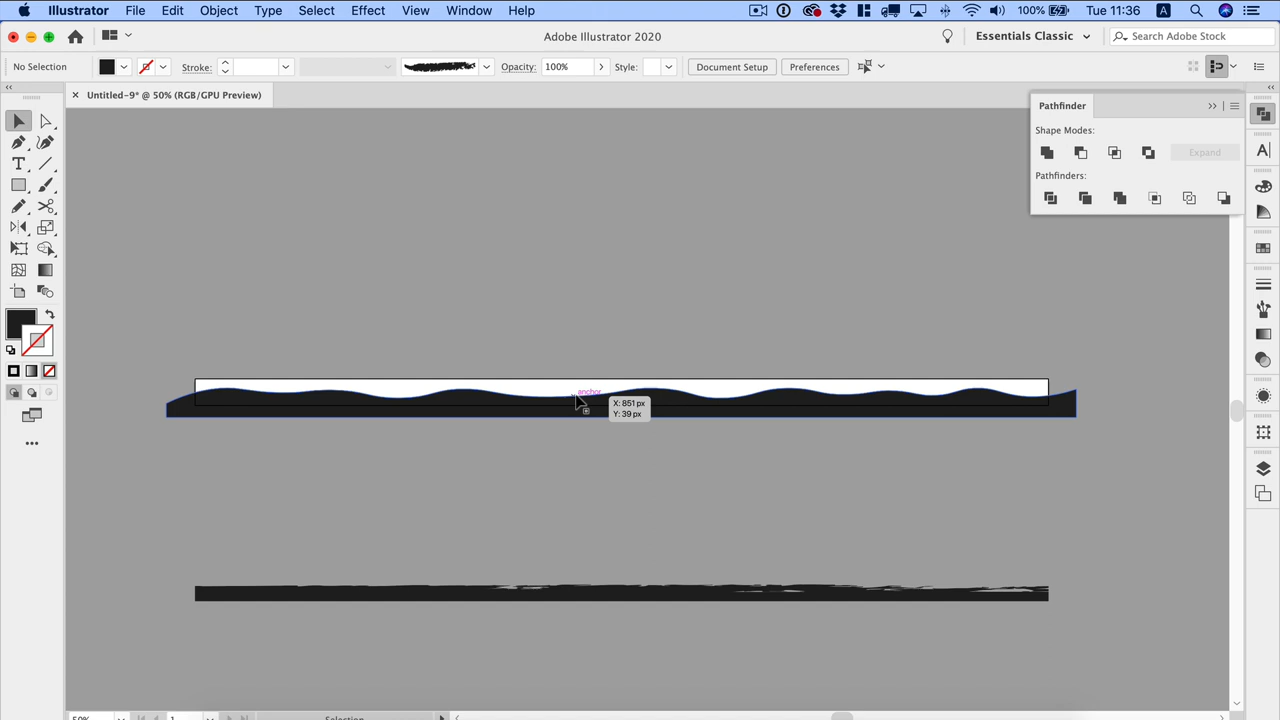 Illustrator File Edit Object Type Select Effect View Window Help 100% Tue 11:36 A
Adobe Illustrator 2020 Essentials Classic Search Adobe Stock
No Selection Stroke: Opacity: 100% Style: Document Setup Preferences
Untitled-9* @ 50% (RGB/GPU Preview)
Pathfinder
Shape Modes:
Expand
Pathfinders:
anchor
X: 851 px
Y: 39 px
50% 1 Selection